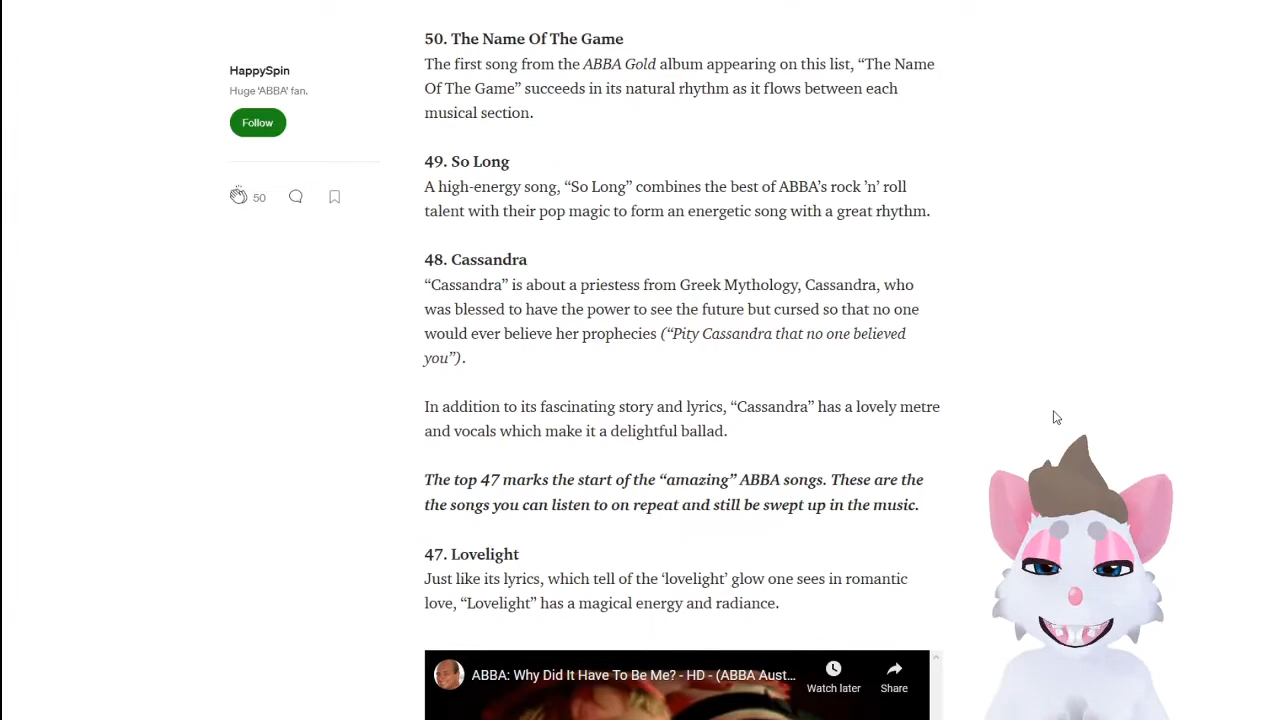 HappySpin
Huge 'ABBA' fan.
Follow
50
50. The Name Of The Game
The first song from the ABBA Gold album appearing on this list, “The Name
Of The Game” succeeds in its natural rhythm as it flows between each
musical section.
49. So Long
A high-energy song, “So Long” combines the best of ABBA’s rock ’n’ roll
talent with their pop magic to form an energetic song with a great rhythm.
48. Cassandra
“Cassandra” is about a priestess from Greek Mythology, Cassandra, who
was blessed to have the power to see the future but cursed so that no one
would ever believe her prophecies (“Pity Cassandra that no one believed
you”).
In addition to its fascinating story and lyrics, “Cassandra” has a lovely metre
and vocals which make it a delightful ballad.
The top 47 marks the start of the “amazing” ABBA songs. These are the
the songs you can listen to on repeat and still be swept up in the music.
47. Lovelight
Just like its lyrics, which tell of the ‘lovelight’ glow one sees in romantic
love, “Lovelight” has a magical energy and radiance.
ABBA: Why Did It Have To Be Me? - HD - (ABBA Aust...
Watch later
Share